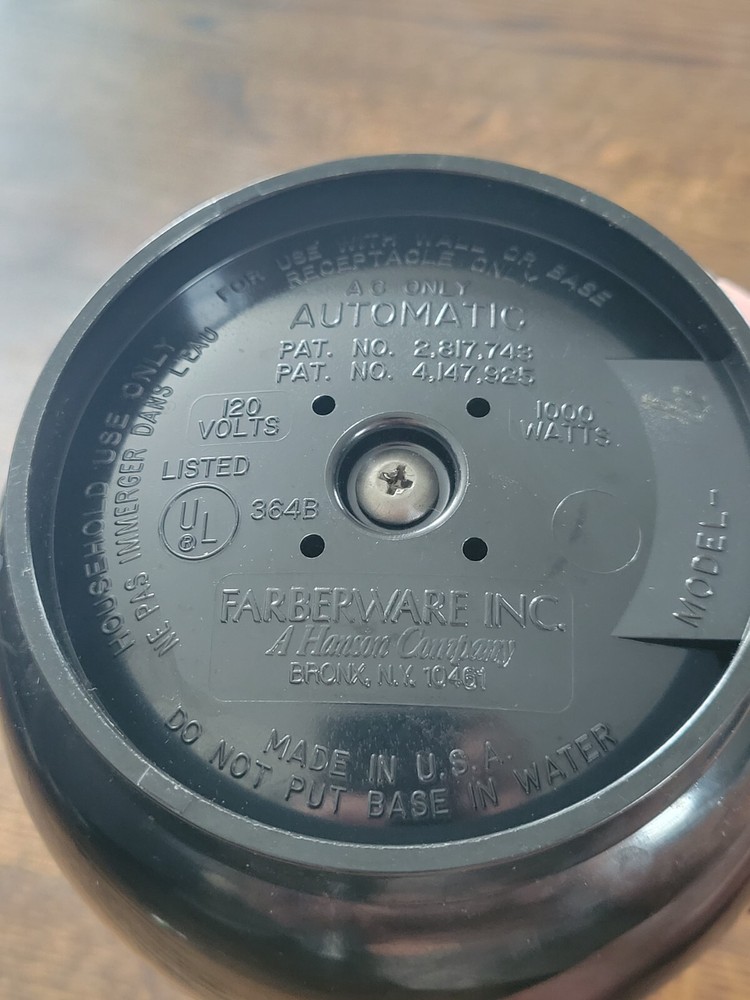 FOR USE WITH WALL OR BASE
RECEPTACLE ONLY
AC ONLY
AUTOMATIC
PAT. NO. 2,817,743
PAT. NO. 4,147,925
120
VOLTS
1000
WATTS
LISTED
UL
®
364B
HOUSEHOLD USE ONLY
NE PAS IMMERGER DANS L'EAU
MODEL-
FARBERWARE INC.
A Hanson Company
BRONX, N.Y. 10461
MADE IN U.S.A.
DO NOT PUT BASE IN WATER